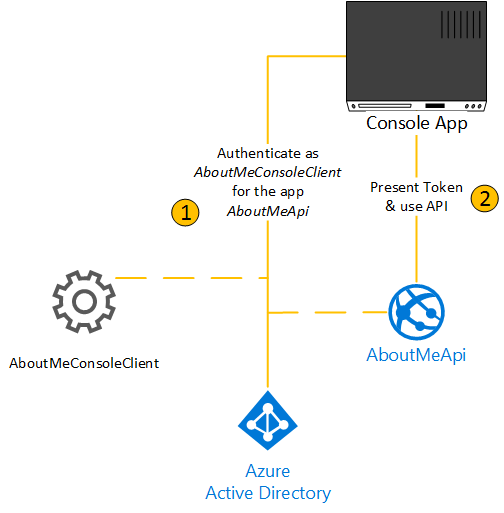 Console App
Authenticate as
AboutMeConsoleClient
for the app
AboutMeApi
1
Present Token
& use API
2
AboutMeConsoleClient
AboutMeApi
Azure
Active Directory